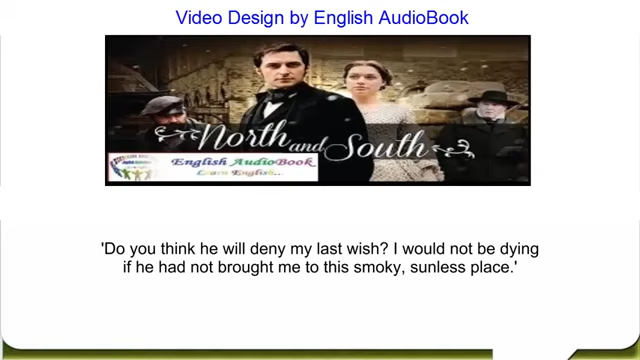 Video Design by English AudioBook
North and South
English AudioBook
Learn English...
'Do you think he will deny my last wish? I would not be dying
if he had not brought me to this smoky, sunless place.'